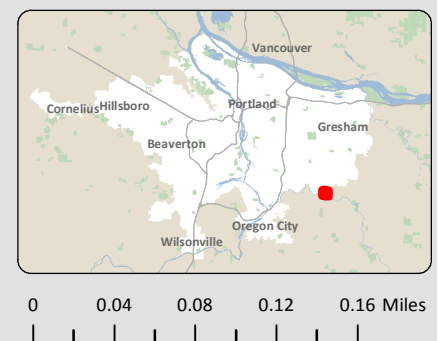 Vancouver
Cornelius Hillsboro
Portland
Gresham
Beaverton
Oregon City
Wilsonville
0 0.04 0.08 0.12 0.16 Miles